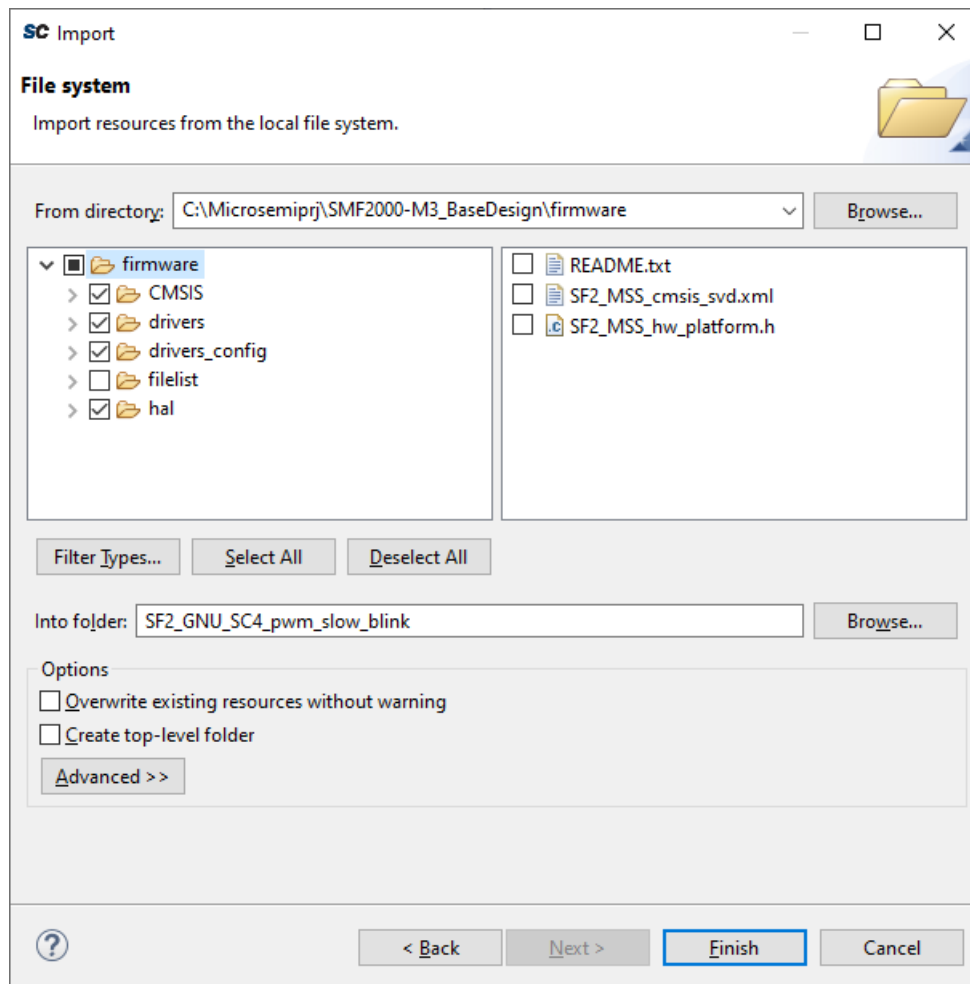 SC Import
File system
Import resources from the local file system.
From directory: C:\Microsemiprj\SMF2000-M3_BaseDesign\firmware Browse...
firmware
CMSIS
drivers
drivers_config
filelist
hal
README.txt
SF2_MSS_cmsis_svd.xml
.c SF2_MSS_hw_platform.h
Filter Types... Select All Deselect All
Into folder: SF2_GNU_SC4_pwm_slow_blink Browse...
Options
Overwrite existing resources without warning
Create top-level folder
Advanced >>
? < Back Next > Finish Cancel